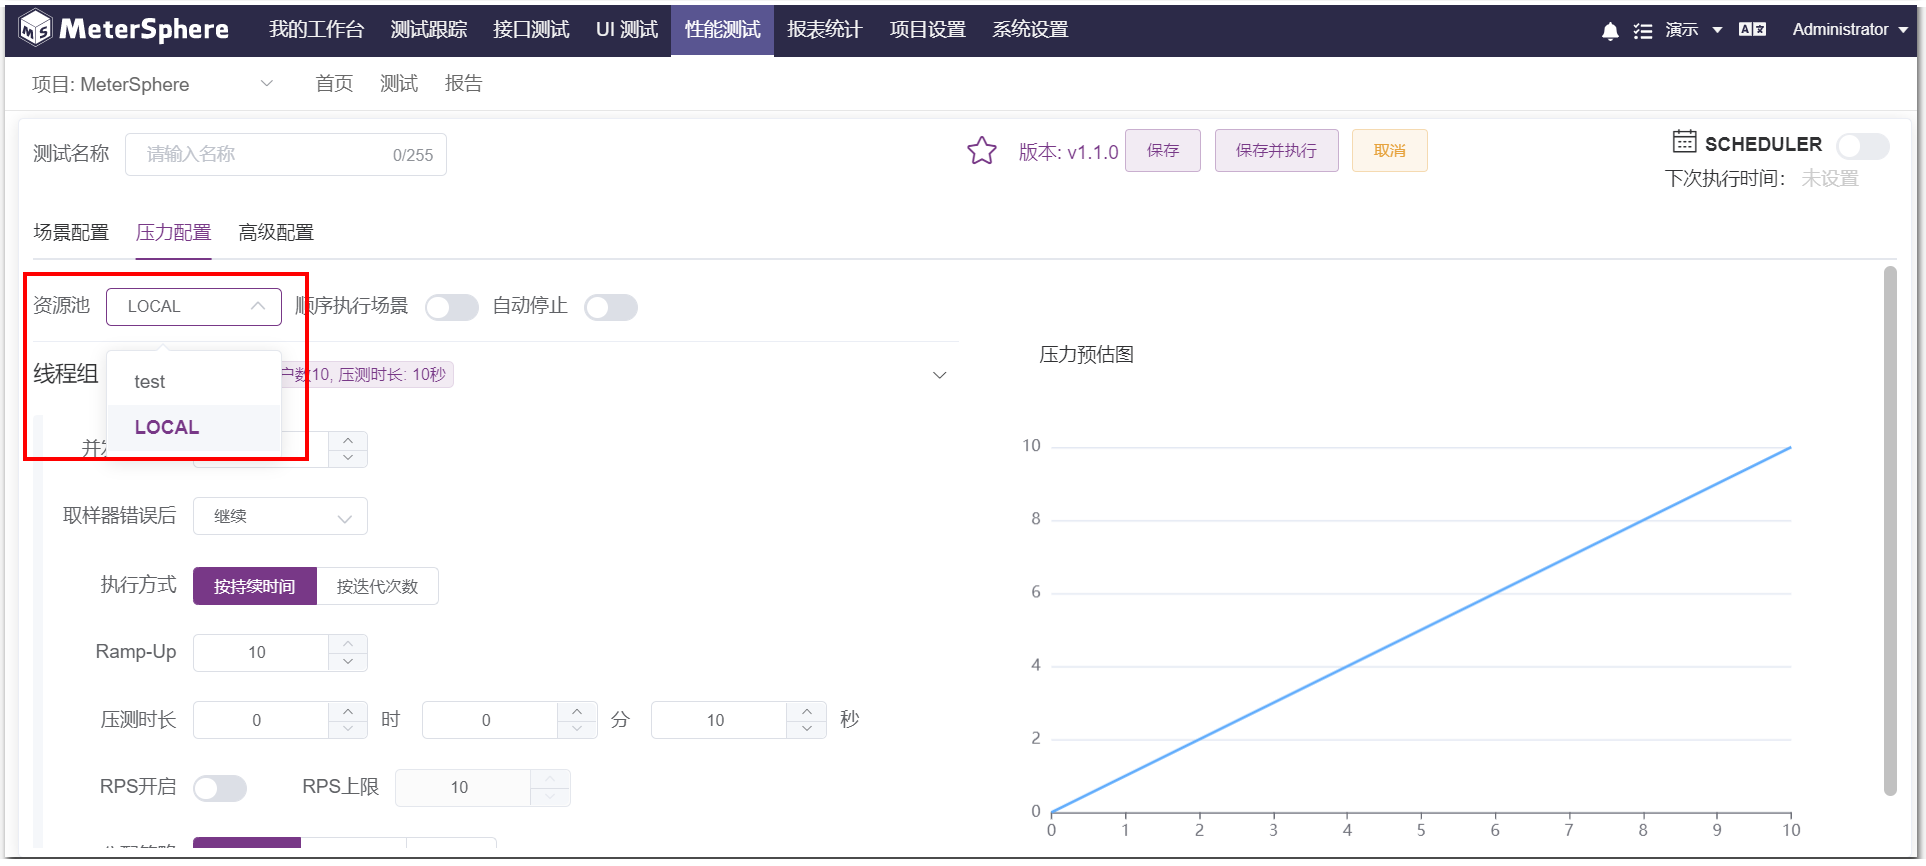 MeterSphere 我的工作台 测试跟踪 接口测试 UI 测试 性能测试 报表统计 项目设置 系统设置 演示 Administrator
项目: MeterSphere 首页 测试 报告
测试名称 请输入名称 0/255 版本: v1.1.0 保存 保存并执行 取消 SCHEDULER
下次执行时间: 未设置
场景配置 压力配置 高级配置
资源池 LOCAL 顺序执行场景 自动停止
压力预估图
线程组 户数10, 压测时长: 10秒
test
LOCAL
取样器错误后 继续
执行方式 按持续时间 按迭代次数
Ramp-Up 10
压测时长 0 时 0 分 10 秒
RPS开启 RPS上限 10
10
8
6
4
2
0
0 1 2 3 4 5 6 7 8 9 10